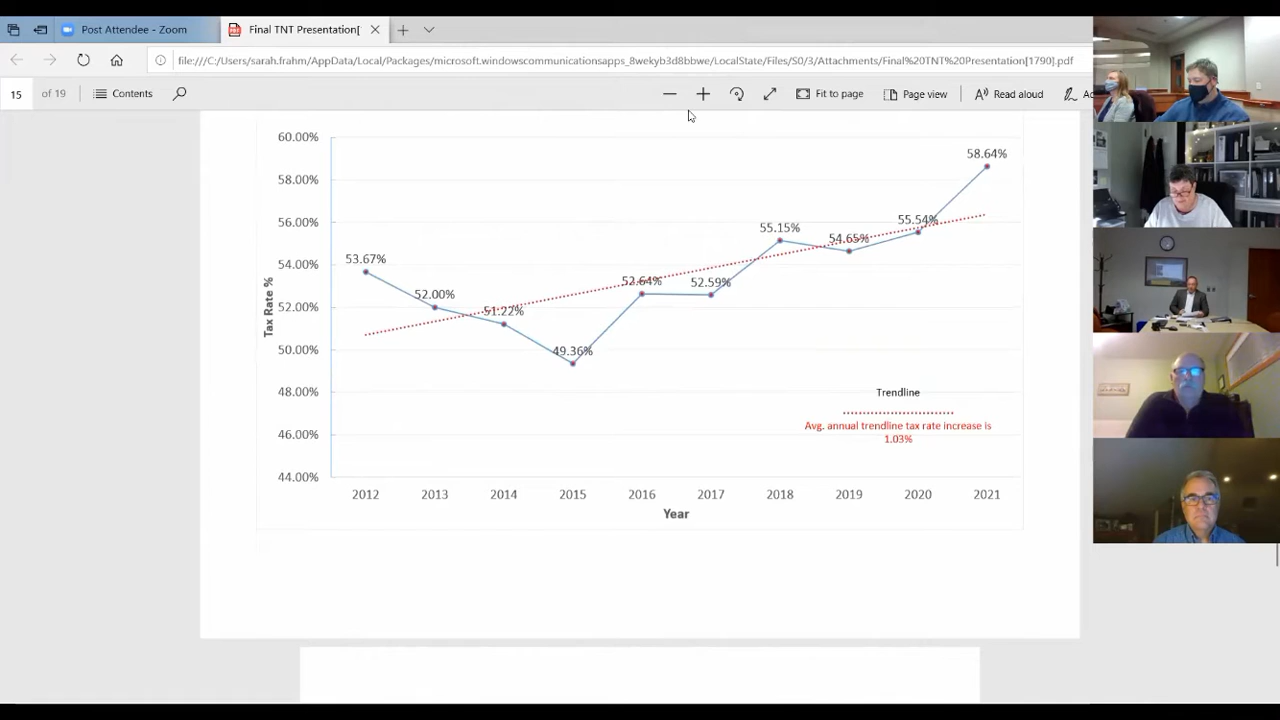 Post Attendee - Zoom
Final TNT Presentation[
file:///C:/Users/sarah.frahm/AppData/Local/Packages/microsoft.windowscommunicationsapps_8wekyb3d8bbwe/LocalState/Files/S0/3/Attachments/Final%20TNT%20Presentation[1790].pdf
15 of 19 Contents Fit to page Page view Read aloud Ad
60.00%
58.00%
56.00%
54.00%
52.00%
50.00%
48.00%
46.00%
44.00%
Tax Rate %
53.67%
52.00%
51.22%
49.36%
52.64%
52.59%
55.15%
54.65%
55.54%
58.64%
Trendline
Avg. annual trendline tax rate increase is
1.03%
2012 2013 2014 2015 2016 2017 2018 2019 2020 2021
Year